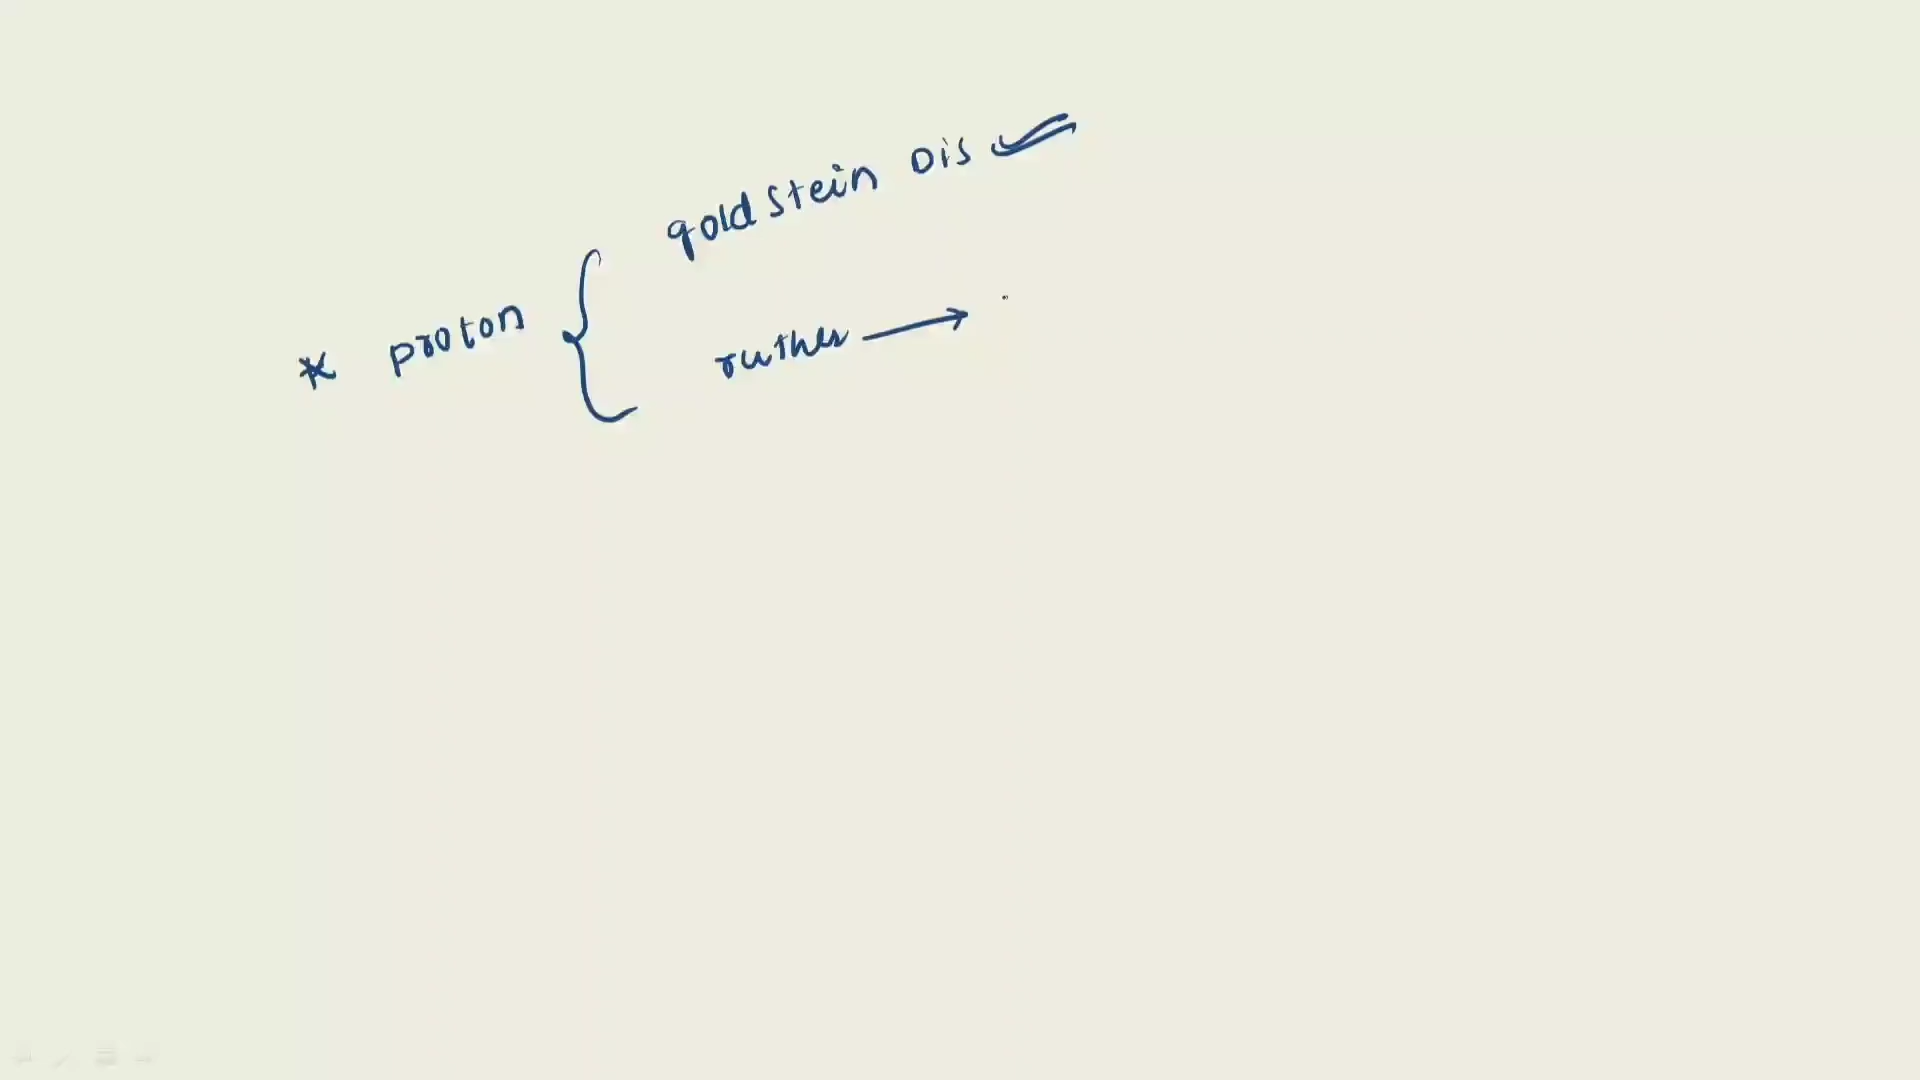 goldstein Dis
* proton {
ruther →